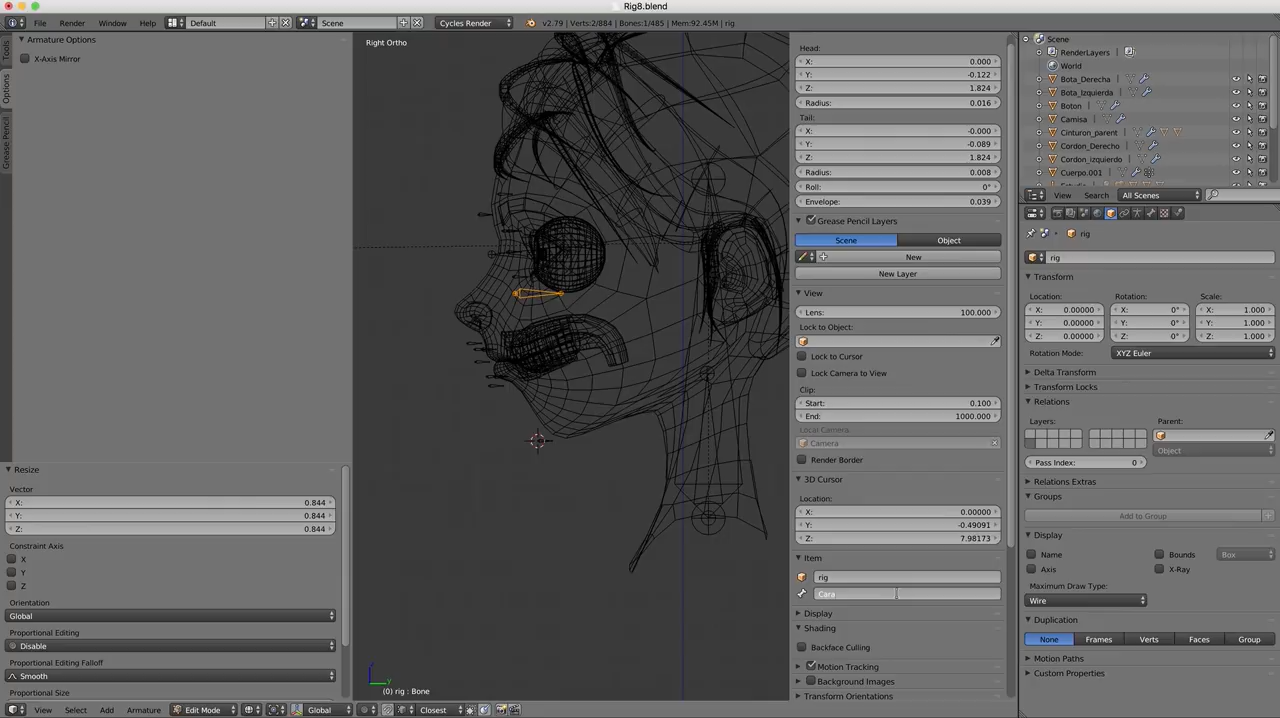 Rig8.blend
File Render Window Help Default Scene Cycles Render v2.79 | Verts:2/884 | Bones:1/485 | Mem:92.45M | rig
Tools
Options
Grease Pencil
Armature Options
X-Axis Mirror
Resize
Vector
X: 0.844
Y: 0.844
Z: 0.844
Constraint Axis
X
Y
Z
Orientation
Global
Proportional Editing
Disable
Proportional Editing Falloff
Smooth
Proportional Size
Right Ortho
(0) rig : Bone
View Select Add Armature Edit Mode Global Closest
Head:
X: 0.000
Y: -0.122
Z: 1.824
Radius: 0.016
Tail:
X: -0.000
Y: -0.089
Z: 1.824
Radius: 0.008
Roll: 0°
Envelope: 0.039
Grease Pencil Layers
Scene Object
New
New Layer
View
Lens: 100.000
Lock to Object:
Lock to Cursor
Lock Camera to View
Clip:
Start: 0.100
End: 1000.000
Local Camera:
Camera
Render Border
3D Cursor
Location:
X: 0.00000
Y: -0.49091
Z: 7.98173
Item
rig
Cara
Display
Shading
Backface Culling
Motion Tracking
Background Images
Transform Orientations
Scene
RenderLayers
World
Bota_Derecha
Bota_Izquierda
Boton
Camisa
Cinturon_parent
Cordon_Derecho
Cordon_izquierdo
Cuerpo.001
View Search All Scenes
rig
rig
Transform
Location: Rotation: Scale:
X: 0.00000 X: 0° X: 1.000
Y: 0.00000 Y: 0° Y: 1.000
Z: 0.00000 Z: 0° Z: 1.000
Rotation Mode: XYZ Euler
Delta Transform
Transform Locks
Relations
Layers: Parent:
Object
Pass Index: 0
Relations Extras
Groups
Add to Group
Display
Name Bounds Box
Axis X-Ray
Maximum Draw Type:
Wire
Duplication
None Frames Verts Faces Group
Motion Paths
Custom Properties